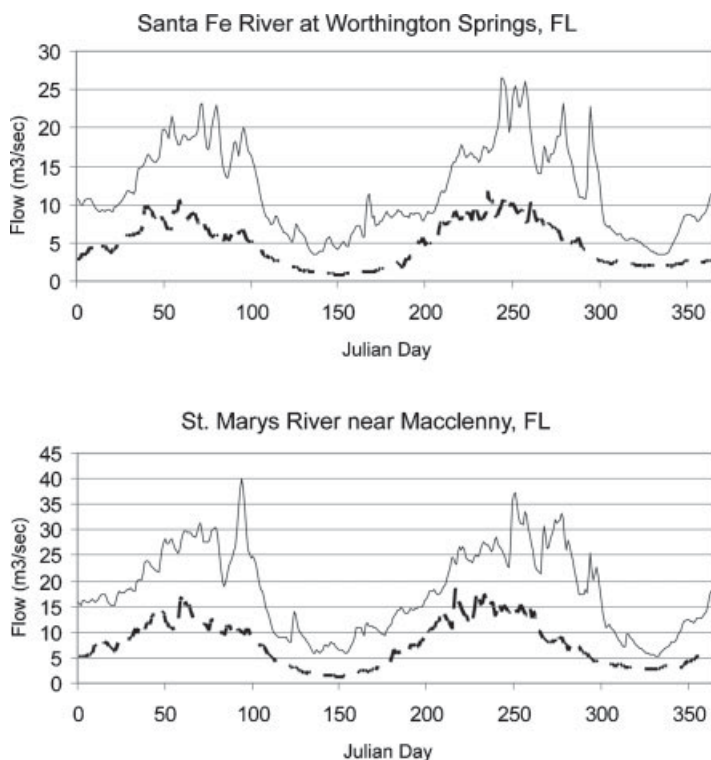 Santa Fe River at Worthington Springs, FL
30
25
20
15
10
5
0
Flow (m3/sec)
0 50 100 150 200 250 300 350
Julian Day
St. Marys River near Macclenny, FL
45
40
35
30
25
20
15
10
5
0
Flow (m3/sec)
0 50 100 150 200 250 300 350
Julian Day